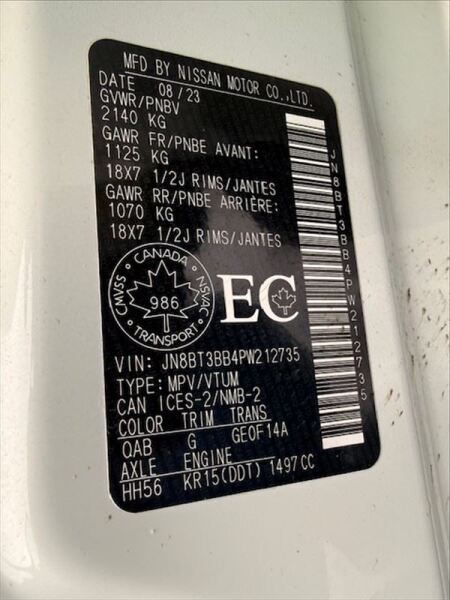 MFD BY NISSAN MOTOR CO.,LTD.
DATE 08/23
GVWR/PNBV
2140 KG
GAWR FR/PNBE AVANT:
1125 KG
18X7 1/2J RIMS/JANTES
GAWR RR/PNBE ARRIÈRE:
1070 KG
18X7 1/2J RIMS/JANTES
CMVSS • CANADA • NSVAC
986
• TRANSPORT •
EC
VIN: JN8BT3BB4PW212735
TYPE: MPV/VTUM
CAN ICES-2/NMB-2
COLOR TRIM TRANS
QAB G GE0F14A
AXLE ENGINE
HH56 KR15(DDT) 1497CC
JN8BT3BB4PW212735